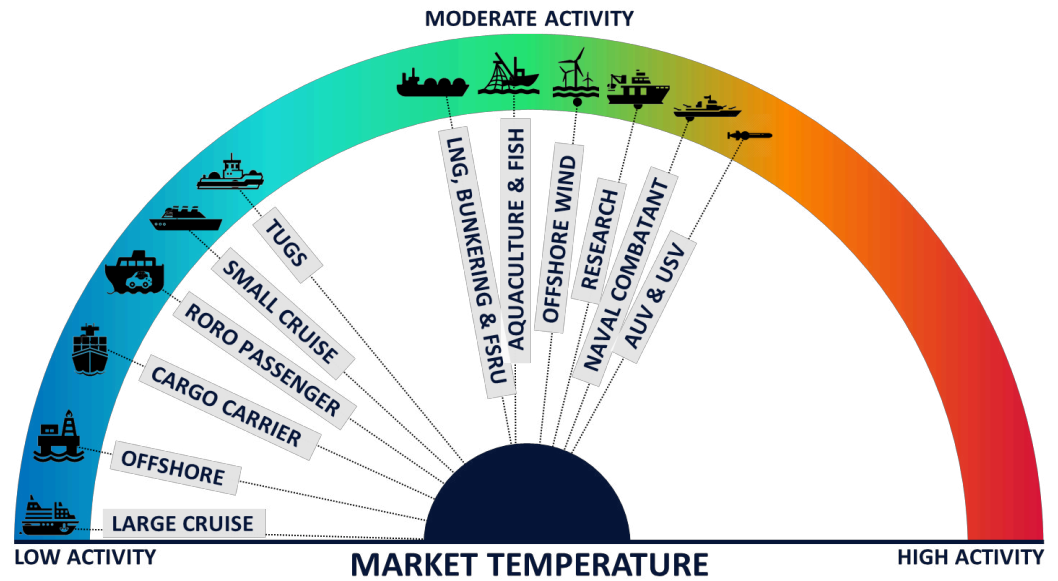 MODERATE ACTIVITY
LNG, BUNKERING & FSRU
AQUACULTURE & FISH
OFFSHORE WIND
RESEARCH
NAVAL COMBATANT
AUV & USV
TUGS
SMALL CRUISE
RORO PASSENGER
CARGO CARRIER
OFFSHORE
LARGE CRUISE
LOW ACTIVITY
MARKET TEMPERATURE
HIGH ACTIVITY